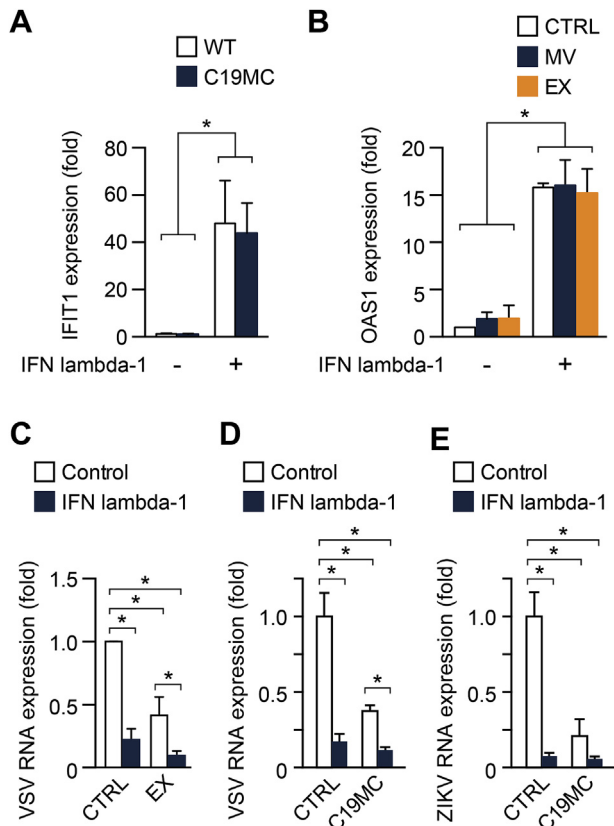 A
WT
C19MC
*
IFIT1 expression (fold)
80
60
40
20
0
IFN lambda-1 - +
B
CTRL
MV
EX
*
OAS1 expression (fold)
20
15
10
5
0
IFN lambda-1 - +
C
Control
IFN lambda-1
*
*
*
*
VSV RNA expression (fold)
1.5
1.0
0.5
0
CTRL EX
D
Control
IFN lambda-1
*
*
*
*
VSV RNA expression (fold)
1.0
0.5
0
CTRL C19MC
E
Control
IFN lambda-1
*
*
*
ZIKV RNA expression (fold)
1.0
0.5
0
CTRL C19MC